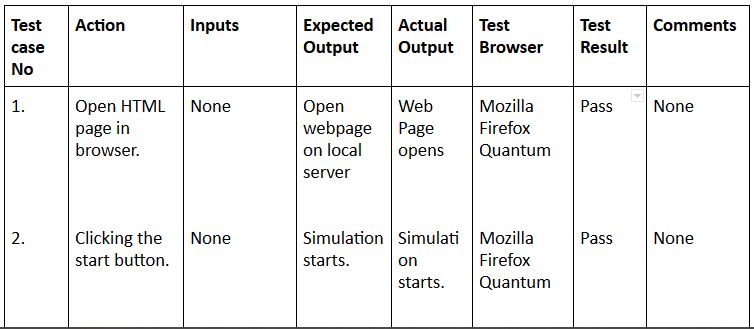 Test case No | Action | Inputs | Expected Output | Actual Output | Test Browser | Test Result | Comments
1. | Open HTML page in browser. | None | Open webpage on local server | Web Page opens | Mozilla Firefox Quantum | Pass | None
2. | Clicking the start button. | None | Simulation starts. | Simulation starts. | Mozilla Firefox Quantum | Pass | None